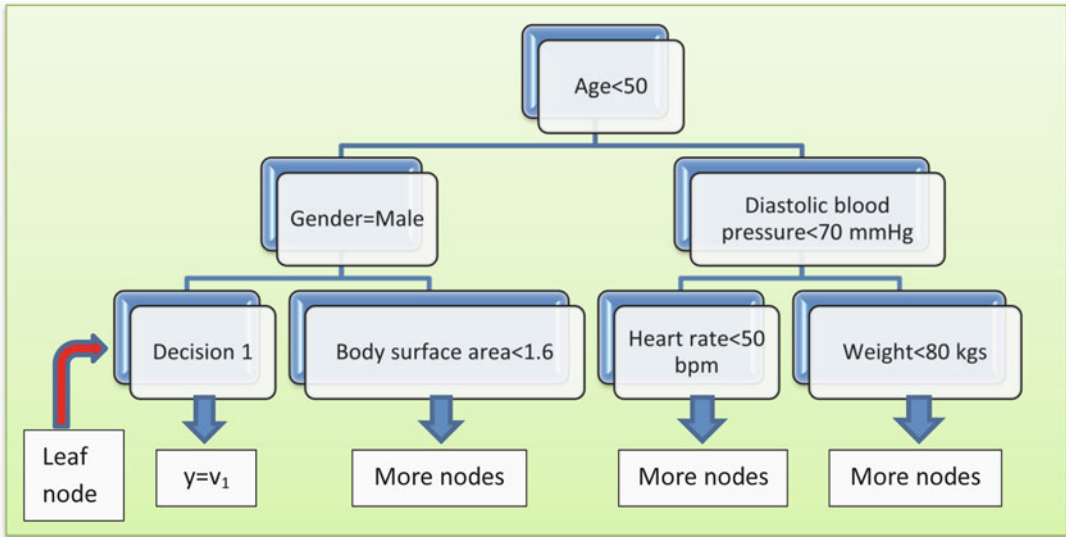 Age<50
Gender=Male
Diastolic blood
pressure<70 mmHg
Decision 1
Body surface area<1.6
Heart rate<50
bpm
Weight<80 kgs
Leaf
node
y=v₁
More nodes
More nodes
More nodes